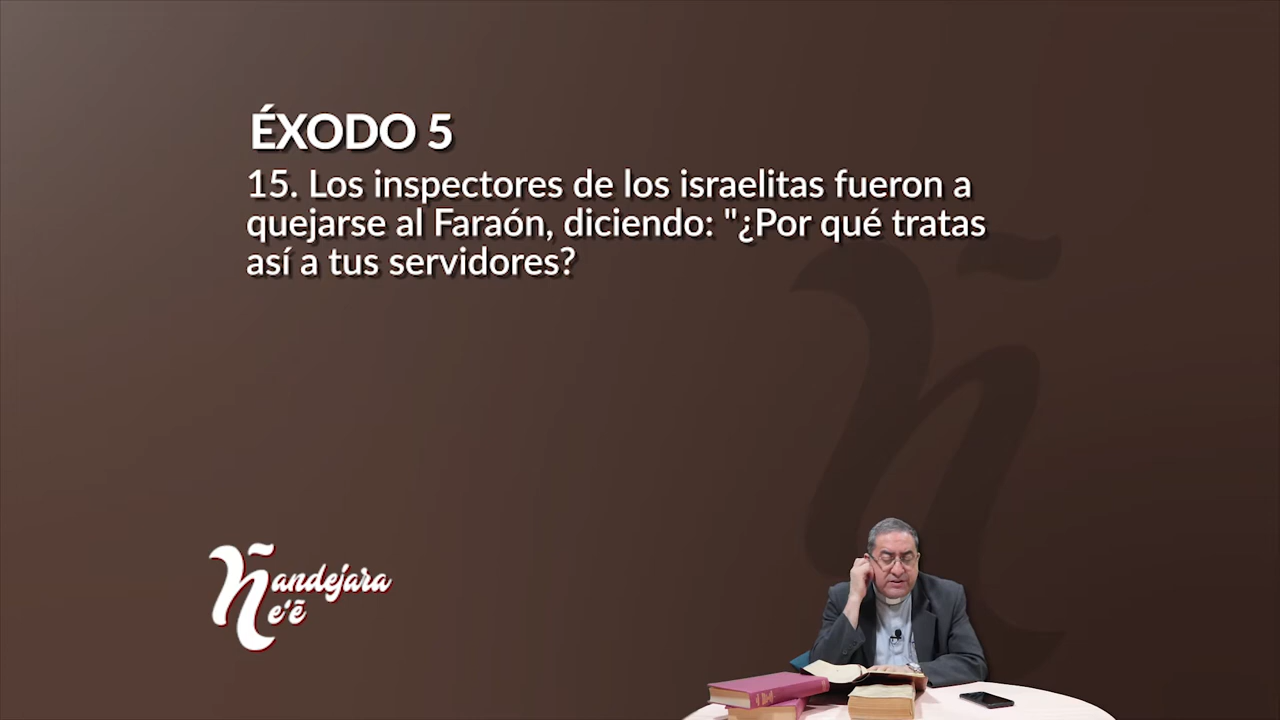 ÉXODO 5
15. Los inspectores de los israelitas fueron a
quejarse al Faraón, diciendo: "¿Por qué tratas
así a tus servidores?
Ñandejara
Ñe'ẽ